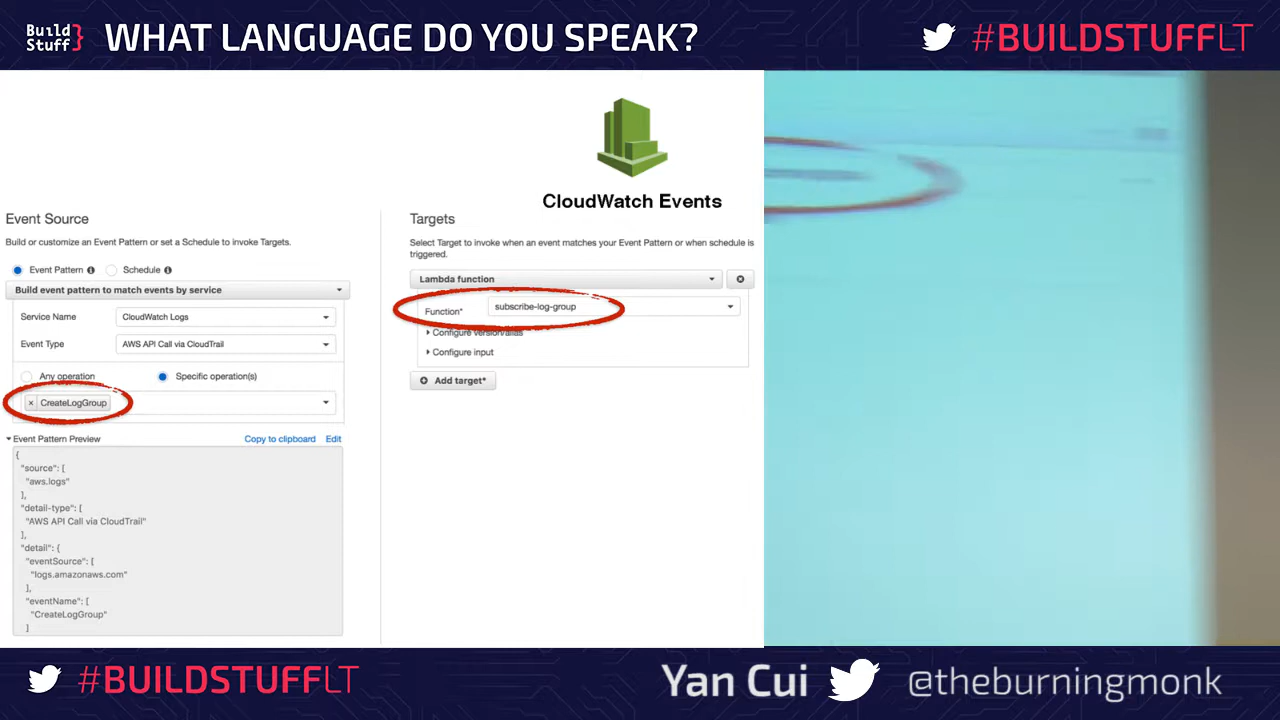 Build
Stuff}
WHAT LANGUAGE DO YOU SPEAK?
#BUILDSTUFFLT
CloudWatch Events
Event Source
Build or customize an Event Pattern or set a Schedule to invoke Targets.
Event Pattern
Schedule
Build event pattern to match events by service
Service Name
CloudWatch Logs
Event Type
AWS API Call via CloudTrail
Any operation
Specific operation(s)
× CreateLogGroup
Event Pattern Preview
Copy to clipboard
Edit
{
"source": [
"aws.logs"
],
"detail-type": [
"AWS API Call via CloudTrail"
],
"detail": {
"eventSource": [
"logs.amazonaws.com"
],
"eventName": [
"CreateLogGroup"
]
Targets
Select Target to invoke when an event matches your Event Pattern or when schedule is
triggered.
Lambda function
Function*
subscribe-log-group
Configure version/alias
Configure input
Add target*
#BUILDSTUFFLT
Yan Cui
@theburningmonk